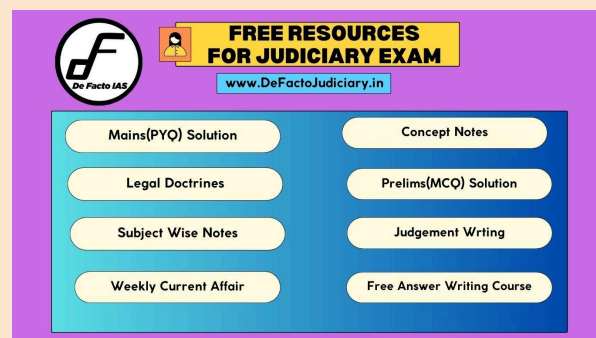 De Facto IAS
FREE RESOURCES
FOR JUDICIARY EXAM
www.DeFactoJudiciary.in
Mains(PYQ) Solution
Concept Notes
Legal Doctrines
Prelims(MCQ) Solution
Subject Wise Notes
Judgement Wrting
Weekly Current Affair
Free Answer Writing Course